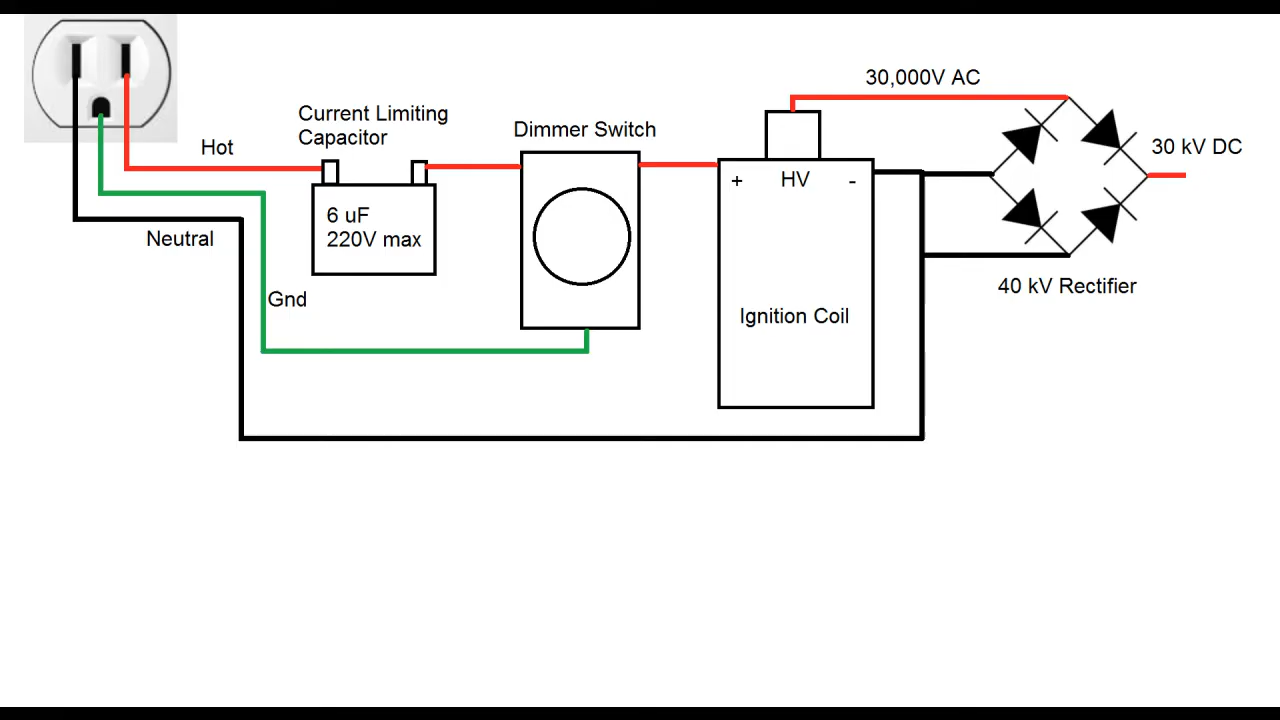 30,000V AC
Current Limiting
Capacitor
Dimmer Switch
Hot
30 kV DC
+ HV -
6 uF
220V max
Neutral
Gnd
40 kV Rectifier
Ignition Coil